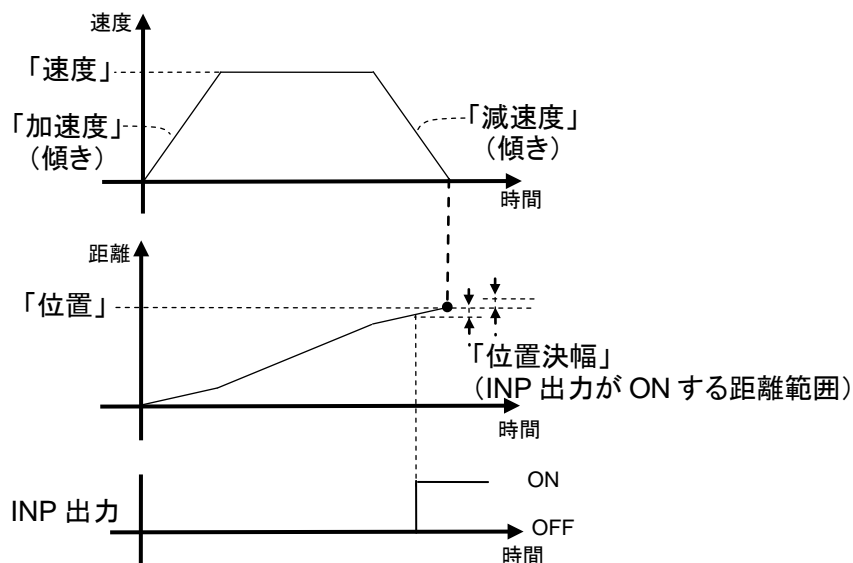 速度
「速度」
「加速度」
（傾き）
「減速度」
（傾き）
時間
距離
「位置」
「位置決幅」
（INP 出力が ON する距離範囲）
時間
INP 出力
ON
OFF
時間